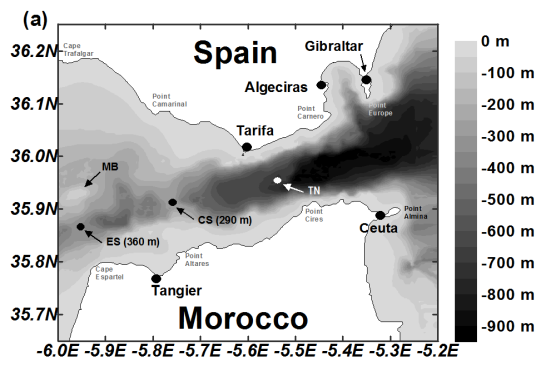 (a)
36.2N
36.1N
36.0N
35.9N
35.8N
35.7N
-6.0E -5.9E -5.8E -5.7E -5.6E -5.5E -5.4E -5.3E -5.2E
Cape
Trafalgar
Spain
Gibraltar
Algeciras
Point
Camarinal
Point
Carnero
Point
Europe
Tarifa
MB
TN
CS (290 m)
ES (360 m)
Point
Cires
Point
Almina
Ceuta
Point
Altares
Cape
Espartel
Tangier
Morocco
0 m
-100 m
-200 m
-300 m
-400 m
-500 m
-600 m
-700 m
-800 m
-900 m